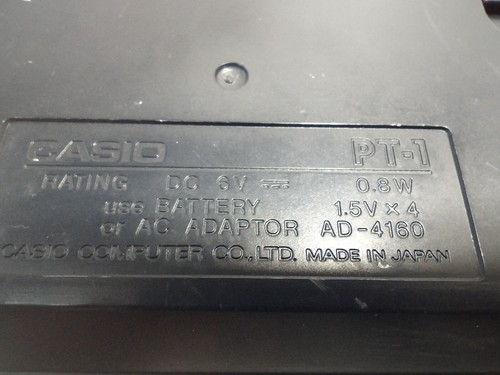 CASIO PT-1
RATING DC 6V ⎓ 0.8W
USE BATTERY 1.5V × 4
or AC ADAPTOR AD-4160
CASIO COMPUTER CO., LTD. MADE IN JAPAN